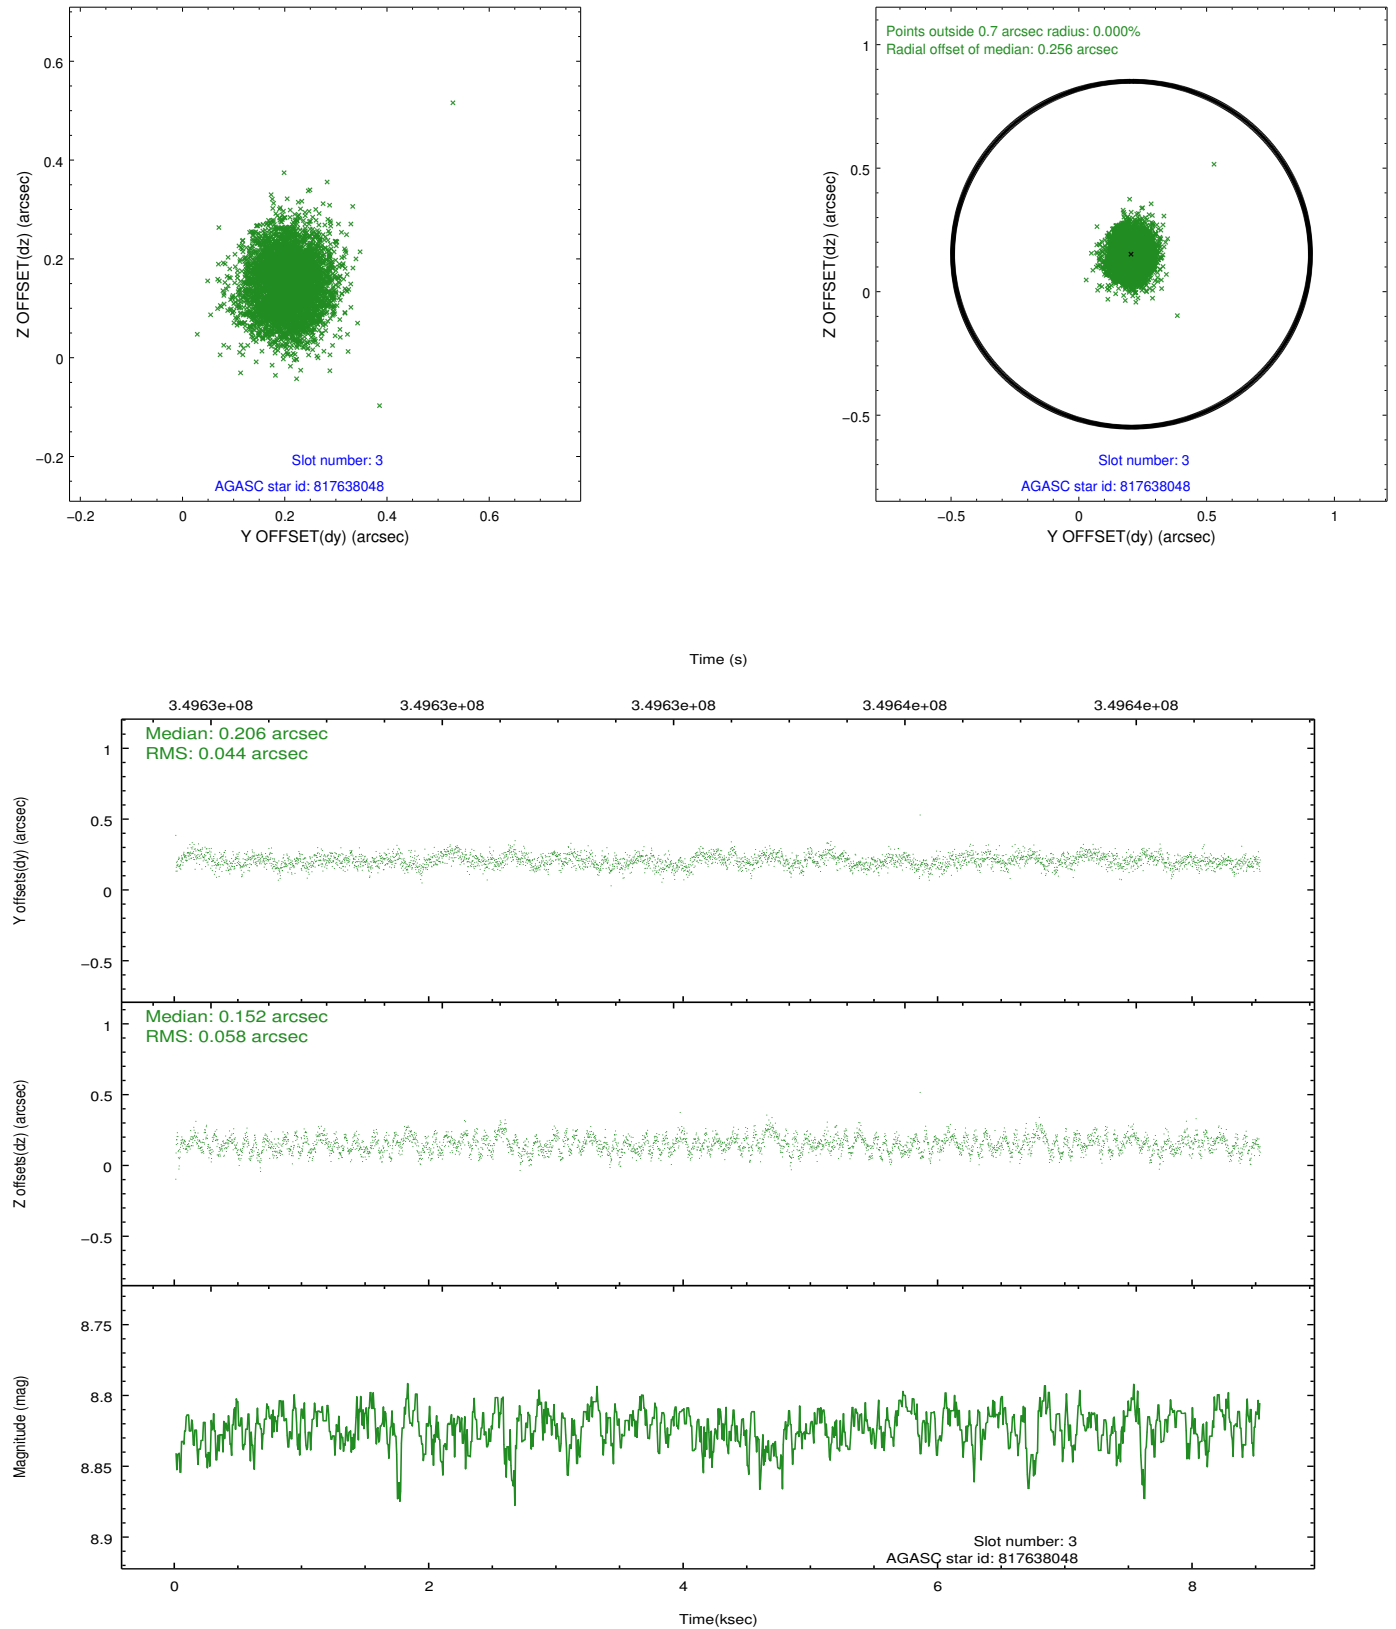 0.6
0.4
0.2
0
−0.2
Z OFFSET(dz) (arcsec)
Slot number: 3
AGASC star id: 817638048
−0.2 0 0.2 0.4 0.6
Y OFFSET(dy) (arcsec)
Points outside 0.7 arcsec radius: 0.000%
Radial offset of median: 0.256 arcsec
1
0.5
0
−0.5
Z OFFSET(dz) (arcsec)
Slot number: 3
AGASC star id: 817638048
−0.5 0 0.5 1
Y OFFSET(dy) (arcsec)
Time (s)
3.4963e+08 3.4963e+08 3.4963e+08 3.4964e+08 3.4964e+08
Median: 0.206 arcsec
RMS: 0.044 arcsec
1
0.5
0
−0.5
Y offsets(dy) (arcsec)
Median: 0.152 arcsec
RMS: 0.058 arcsec
1
0.5
0
−0.5
Z offsets(dz) (arcsec)
8.75
8.8
8.85
8.9
Magnitude (mag)
Slot number: 3
AGASC star id: 817638048
0 2 4 6 8
Time(ksec)